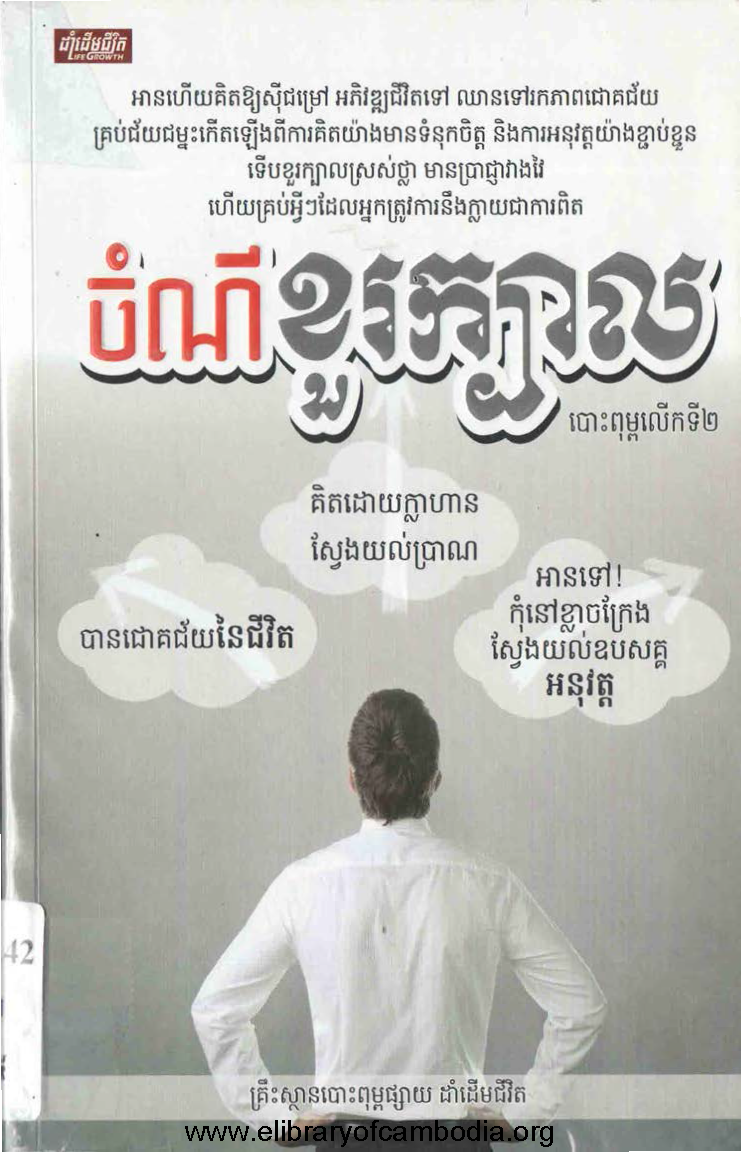 ដាំដើមជីវិត
LIFE GROWTH
អានហើយគិតឱ្យស៊ីជម្រៅ អភិវឌ្ឍជីវិតទៅ ឈានទៅរកភាពជោគជ័យ
គ្រប់ជ័យជម្នះកើតឡើងពីការគិតយ៉ាងមានទំនុកចិត្ត និងការអនុវត្តយ៉ាងខ្ជាប់ខ្ជួន
ទើបខួរក្បាលស្រស់ថ្លា មានប្រាជ្ញាវាងវៃ
ហើយគ្រប់អ្វីៗដែលអ្នកត្រូវការនឹងក្លាយជាការពិត
ចំណីខួរក្បាល
បោះពុម្ពលើកទី២
គិតដោយក្លាហាន
ស្វែងយល់ប្រាណ
បានជោគជ័យនៃជីវិត
អានទៅ!
កុំនៅខ្លាចក្រែង
ស្វែងយល់ឧបសគ្គ
អនុវត្ត
42
គ្រឹះស្ថានបោះពុម្ពផ្សាយ ដាំដើមជីវិត
www.elibraryofcambodia.org